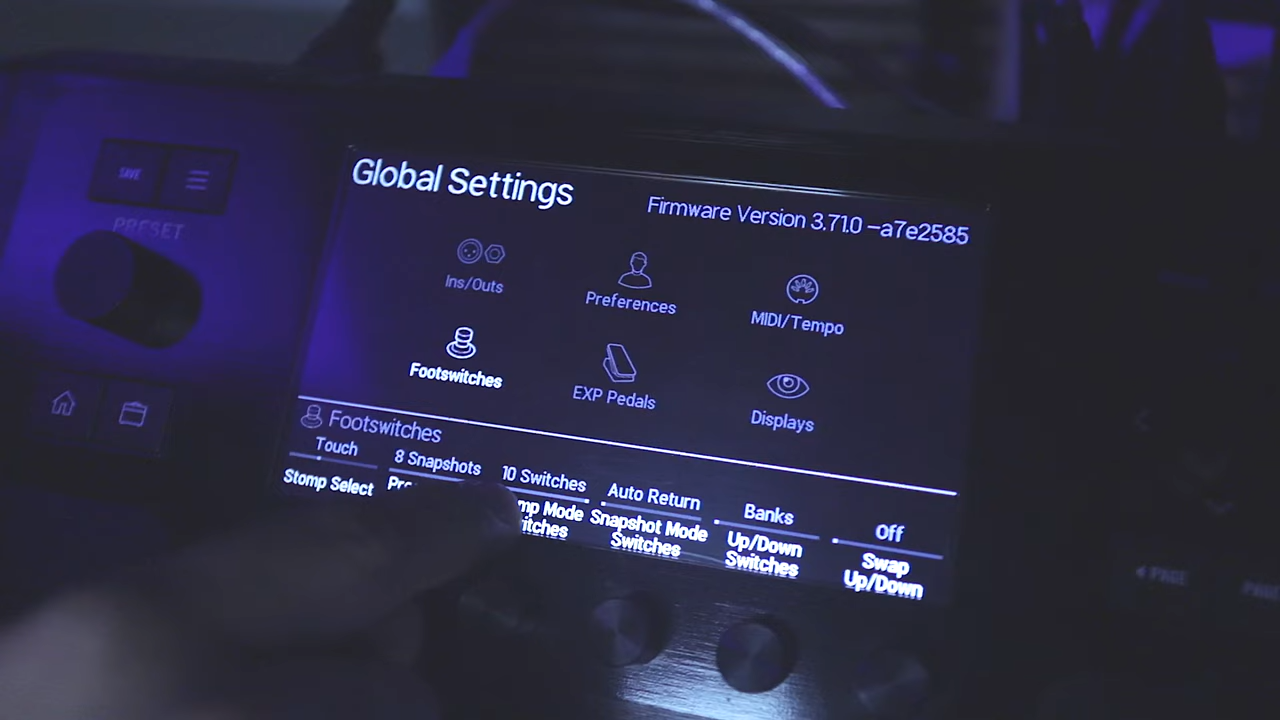 SAVE
PRESET
Global Settings
Firmware Version 3.71.0 –a7e2585
Ins/Outs
Preferences
MIDI/Tempo
Footswitches
EXP Pedals
Displays
Footswitches
Touch
8 Snapshots
10 Switches
Auto Return
Banks
Off
Stomp Select
Snapshot Mode
Switches
Up/Down
Switches
Swap
Up/Down
PAGE